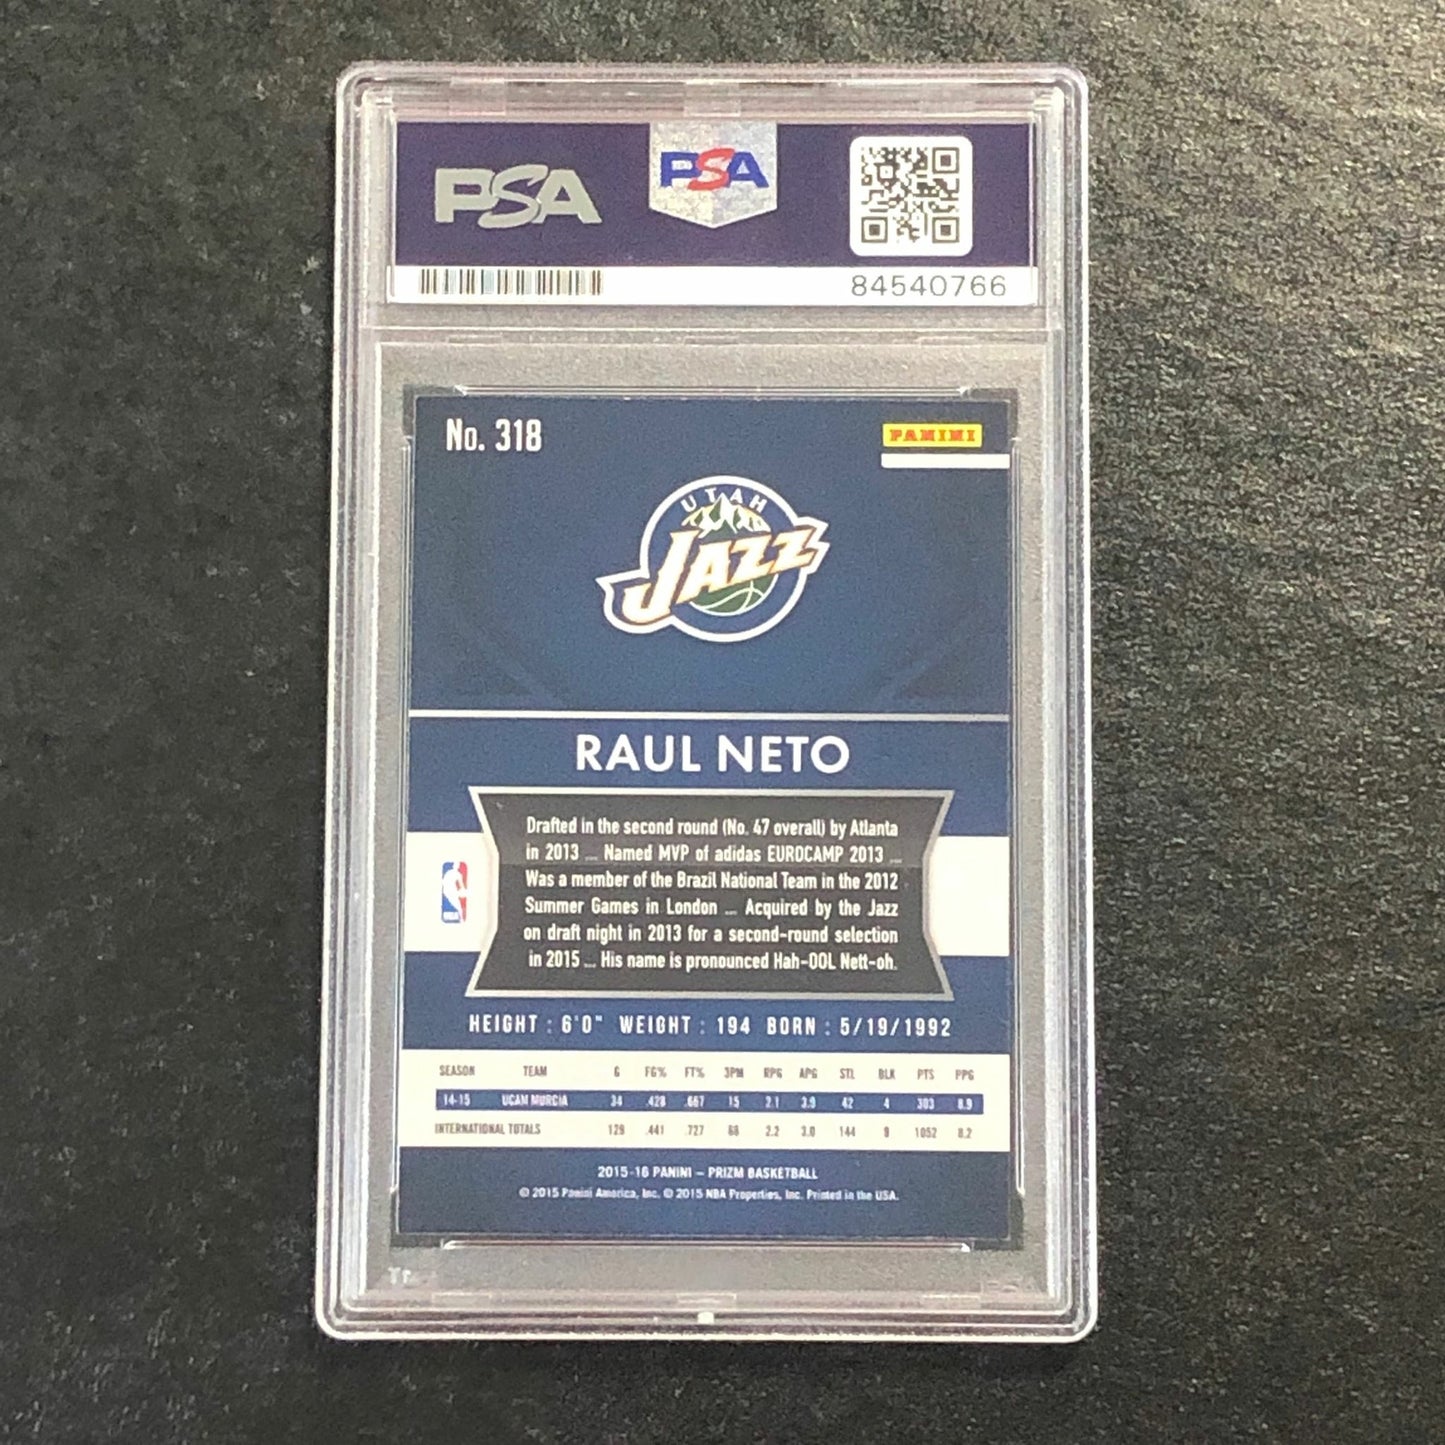 PSA
PSA
84540766
No. 318
PANINI
UTAH
JAZZ
RAUL NETO
Drafted in the second round (No. 47 overall) by Atlanta
in 2013 ... Named MVP of adidas EUROCAMP 2013 ...
Was a member of the Brazil National Team in the 2012
Summer Games in London ... Acquired by the Jazz
on draft night in 2013 for a second-round selection
in 2015 ... His name is pronounced Hah-OOL Nett-oh.
NBA
HEIGHT : 6'0" WEIGHT : 194 BORN : 5/19/1992
SEASON TEAM G FG% FT% 3PM RPG APG STL BLK PTS PPG
14-15 UCAM MURCIA 34 .428 .667 15 2.1 3.9 42 4 303 8.9
INTERNATIONAL TOTALS 129 .441 .727 68 2.2 3.0 144 9 1052 8.2
2015-16 PANINI – PRIZM BASKETBALL
© 2015 Panini America, Inc. © 2015 NBA Properties, Inc. Printed in the USA.